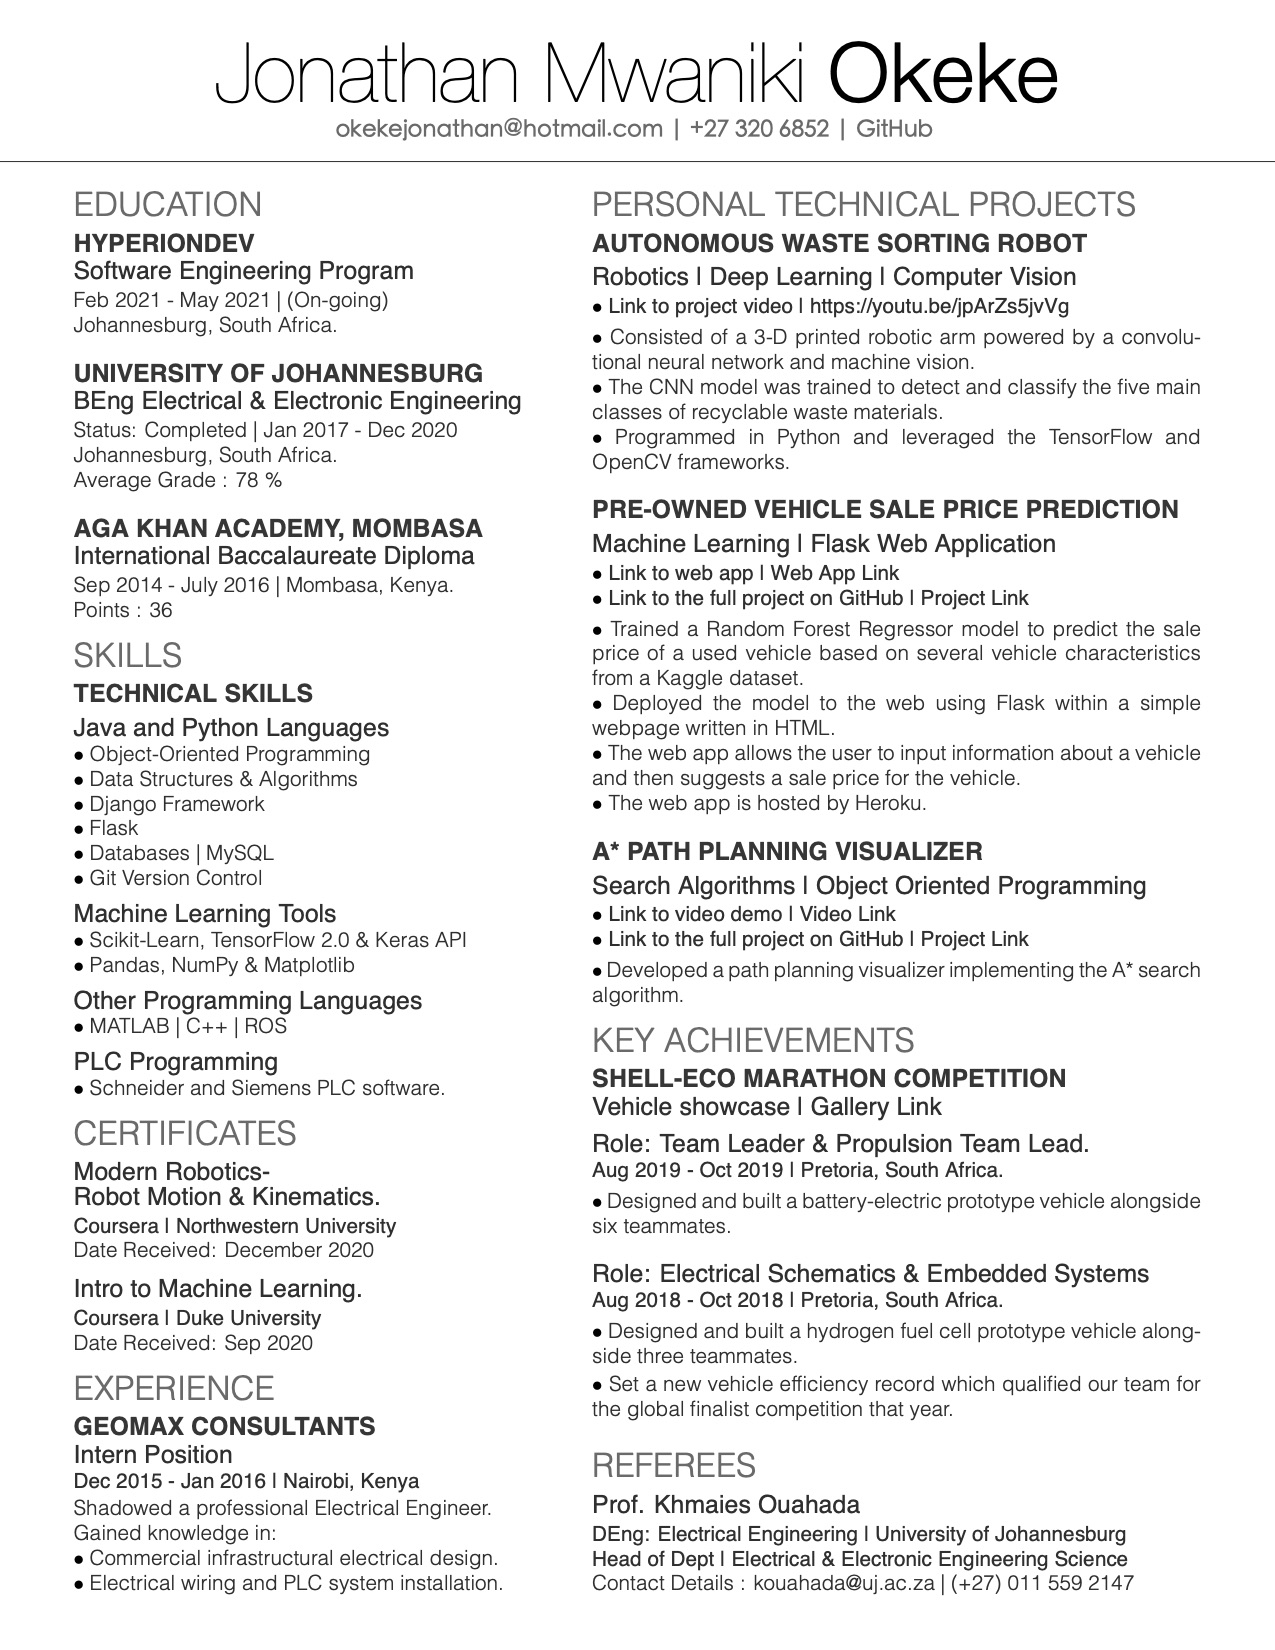 Jonathan Mwaniki Okeke
okekejonathan@hotmail.com | +27 320 6852 | GitHub
EDUCATION
HYPERIONDEV
Software Engineering Program
Feb 2021 - May 2021 | (On-going)
Johannesburg, South Africa.
UNIVERSITY OF JOHANNESBURG
BEng Electrical & Electronic Engineering
Status: Completed | Jan 2017 - Dec 2020
Johannesburg, South Africa.
Average Grade : 78 %
AGA KHAN ACADEMY, MOMBASA
International Baccalaureate Diploma
Sep 2014 - July 2016 | Mombasa, Kenya.
Points : 36
SKILLS
TECHNICAL SKILLS
Java and Python Languages
• Object-Oriented Programming
• Data Structures & Algorithms
• Django Framework
• Flask
• Databases | MySQL
• Git Version Control
Machine Learning Tools
• Scikit-Learn, TensorFlow 2.0 & Keras API
• Pandas, NumPy & Matplotlib
Other Programming Languages
• MATLAB | C++ | ROS
PLC Programming
• Schneider and Siemens PLC software.
CERTIFICATES
Modern Robotics-
Robot Motion & Kinematics.
Coursera | Northwestern University
Date Received: December 2020
Intro to Machine Learning.
Coursera | Duke University
Date Received: Sep 2020
EXPERIENCE
GEOMAX CONSULTANTS
Intern Position
Dec 2015 - Jan 2016 | Nairobi, Kenya
Shadowed a professional Electrical Engineer.
Gained knowledge in:
• Commercial infrastructural electrical design.
• Electrical wiring and PLC system installation.
PERSONAL TECHNICAL PROJECTS
AUTONOMOUS WASTE SORTING ROBOT
Robotics | Deep Learning | Computer Vision
• Link to project video | https://youtu.be/jpArZs5jvVg
• Consisted of a 3-D printed robotic arm powered by a convolu-
tional neural network and machine vision.
• The CNN model was trained to detect and classify the five main
classes of recyclable waste materials.
• Programmed in Python and leveraged the TensorFlow and
OpenCV frameworks.
PRE-OWNED VEHICLE SALE PRICE PREDICTION
Machine Learning | Flask Web Application
• Link to web app | Web App Link
• Link to the full project on GitHub | Project Link
• Trained a Random Forest Regressor model to predict the sale
price of a used vehicle based on several vehicle characteristics
from a Kaggle dataset.
• Deployed the model to the web using Flask within a simple
webpage written in HTML.
• The web app allows the user to input information about a vehicle
and then suggests a sale price for the vehicle.
• The web app is hosted by Heroku.
A* PATH PLANNING VISUALIZER
Search Algorithms | Object Oriented Programming
• Link to video demo | Video Link
• Link to the full project on GitHub | Project Link
• Developed a path planning visualizer implementing the A* search
algorithm.
KEY ACHIEVEMENTS
SHELL-ECO MARATHON COMPETITION
Vehicle showcase | Gallery Link
Role: Team Leader & Propulsion Team Lead.
Aug 2019 - Oct 2019 | Pretoria, South Africa.
• Designed and built a battery-electric prototype vehicle alongside
six teammates.
Role: Electrical Schematics & Embedded Systems
Aug 2018 - Oct 2018 | Pretoria, South Africa.
• Designed and built a hydrogen fuel cell prototype vehicle along-
side three teammates.
• Set a new vehicle efficiency record which qualified our team for
the global finalist competition that year.
REFEREES
Prof. Khmaies Ouahada
DEng: Electrical Engineering | University of Johannesburg
Head of Dept | Electrical & Electronic Engineering Science
Contact Details : kouahada@uj.ac.za | (+27) 011 559 2147